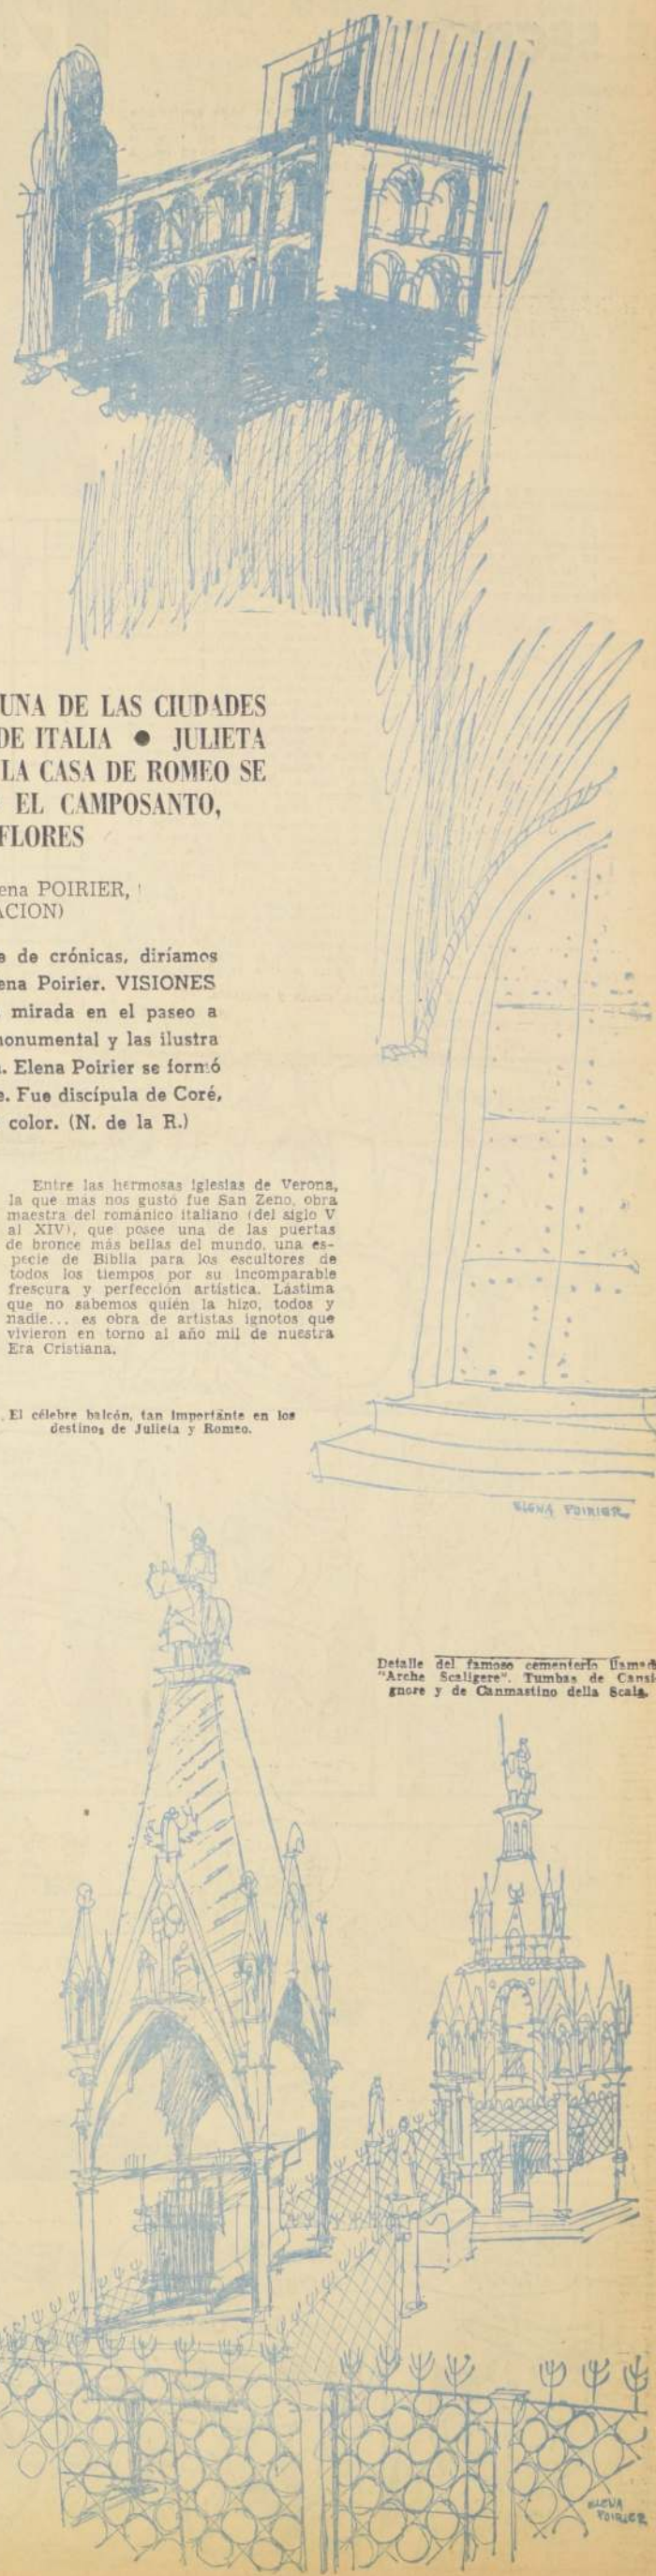 UNA DE LAS CIUDADES
DE ITALIA ● JULIETA
LA CASA DE ROMEO SE
EL CAMPOSANTO,
FLORES
ena POIRIER,
ACION)
de crónicas, diríamos
ena Poirier. VISIONES
mirada en el paseo a
monumental y las ilustra
. Elena Poirier se formó
e. Fue discípula de Coré,
color. (N. de la R.)
Entre las hermosas iglesias de Verona,
la que más nos gustó fue San Zeno, obra
maestra del románico italiano (del siglo V
al XIV), que posee una de las puertas
de bronce más bellas del mundo, una es-
pecie de Biblia para los escultores de
todos los tiempos por su incomparable
frescura y perfección artística. Lástima
que no sabemos quién la hizo, todos y
nadie... es obra de artistas ignotos que
vivieron en torno al año mil de nuestra
Era Cristiana.
El célebre balcón, tan importante en los
destinos de Julieta y Romeo.
ELENA POIRIER
Detalle del famoso cementerio llamad
"Arche Scaligere". Tumbas de Cansi-
gnore y de Canmastino della Scala.
ELENA
POIRIER